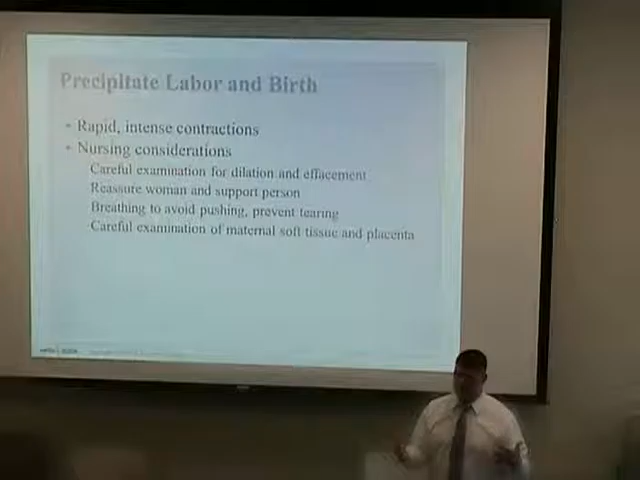 Precipitate Labor and Birth
- Rapid, intense contractions
- Nursing considerations
Careful examination for dilation and effacement
Reassure woman and support person
Breathing to avoid pushing, prevent tearing
Careful examination of maternal soft tissue and placenta